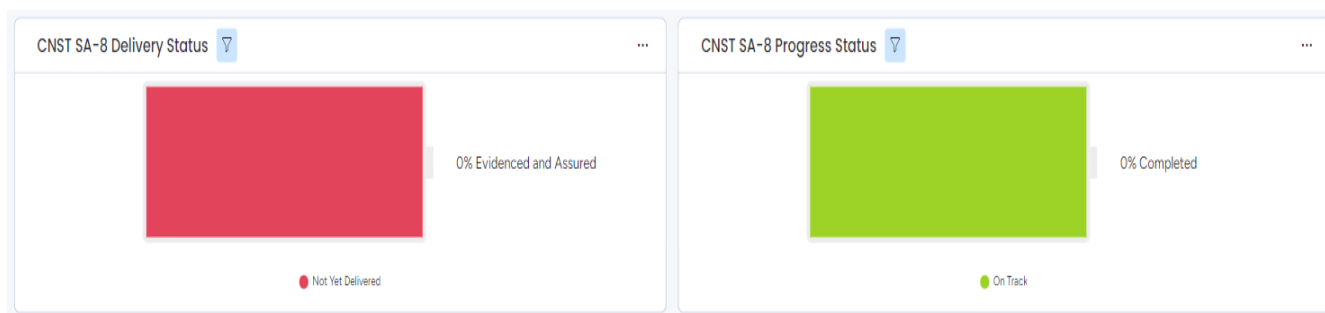 CNST SA-8 Delivery Status
0% Evidenced and Assured
Not Yet Delivered
CNST SA-8 Progress Status
0% Completed
On Track